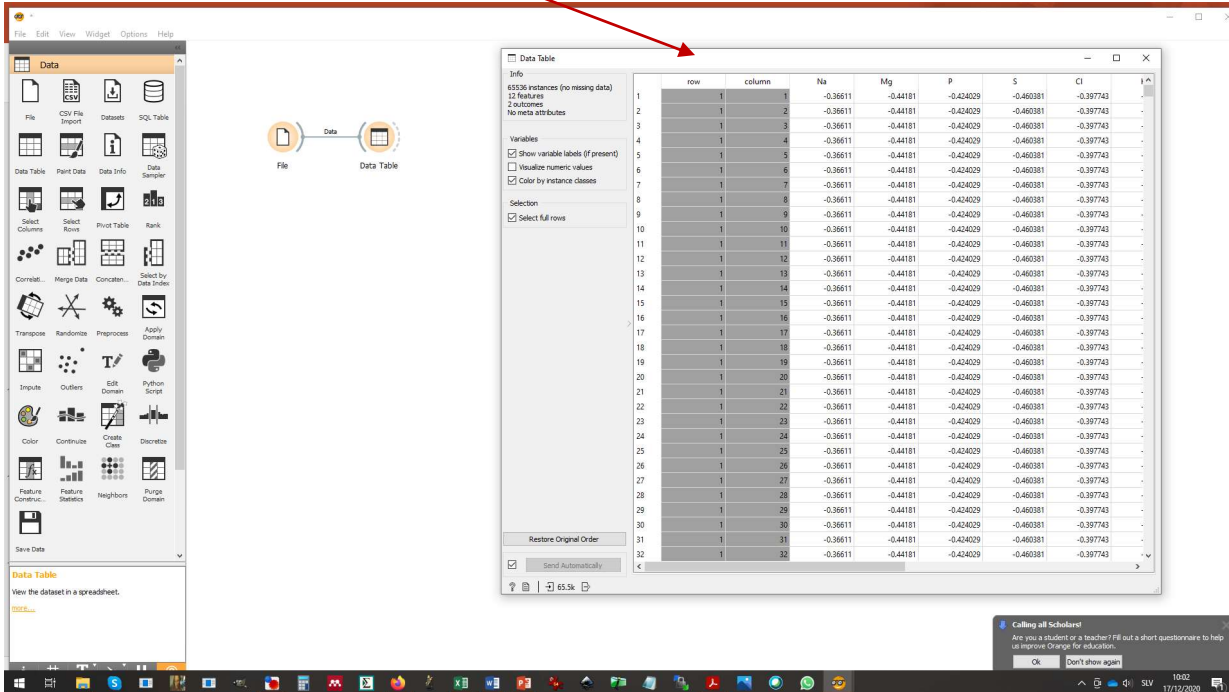 File Edit View Widget Options Help
Data
File
CSV File Import
Datasets
SQL Table
Data Table
Paint Data
Data Info
Data Sampler
Select Columns
Select Rows
Pivot Table
Rank
Correlati...
Merge Data
Concaten...
Select by Data Index
Transpose
Randomize
Preprocess
Apply Domain
Impute
Outliers
Edit Domain
Python Script
Color
Continuize
Create Class
Discretize
Feature Construc...
Feature Statistics
Neighbors
Purge Domain
Save Data
Data Table
View the dataset in a spreadsheet.
more...
File
Data
Data Table
Data Table
Info
65536 instances (no missing data)
12 features
2 outcomes
No meta attributes
Variables
Show variable labels (if present)
Visualize numeric values
Color by instance classes
Selection
Select full rows
Restore Original Order
Send Automatically
65.5k
row column Na Mg P S Cl
1 1 1 -0.36611 -0.44181 -0.424029 -0.460381 -0.397743
2 1 2 -0.36611 -0.44181 -0.424029 -0.460381 -0.397743
3 1 3 -0.36611 -0.44181 -0.424029 -0.460381 -0.397743
4 1 4 -0.36611 -0.44181 -0.424029 -0.460381 -0.397743
5 1 5 -0.36611 -0.44181 -0.424029 -0.460381 -0.397743
6 1 6 -0.36611 -0.44181 -0.424029 -0.460381 -0.397743
7 1 7 -0.36611 -0.44181 -0.424029 -0.460381 -0.397743
8 1 8 -0.36611 -0.44181 -0.424029 -0.460381 -0.397743
9 1 9 -0.36611 -0.44181 -0.424029 -0.460381 -0.397743
10 1 10 -0.36611 -0.44181 -0.424029 -0.460381 -0.397743
11 1 11 -0.36611 -0.44181 -0.424029 -0.460381 -0.397743
12 1 12 -0.36611 -0.44181 -0.424029 -0.460381 -0.397743
13 1 13 -0.36611 -0.44181 -0.424029 -0.460381 -0.397743
14 1 14 -0.36611 -0.44181 -0.424029 -0.460381 -0.397743
15 1 15 -0.36611 -0.44181 -0.424029 -0.460381 -0.397743
16 1 16 -0.36611 -0.44181 -0.424029 -0.460381 -0.397743
17 1 17 -0.36611 -0.44181 -0.424029 -0.460381 -0.397743
18 1 18 -0.36611 -0.44181 -0.424029 -0.460381 -0.397743
19 1 19 -0.36611 -0.44181 -0.424029 -0.460381 -0.397743
20 1 20 -0.36611 -0.44181 -0.424029 -0.460381 -0.397743
21 1 21 -0.36611 -0.44181 -0.424029 -0.460381 -0.397743
22 1 22 -0.36611 -0.44181 -0.424029 -0.460381 -0.397743
23 1 23 -0.36611 -0.44181 -0.424029 -0.460381 -0.397743
24 1 24 -0.36611 -0.44181 -0.424029 -0.460381 -0.397743
25 1 25 -0.36611 -0.44181 -0.424029 -0.460381 -0.397743
26 1 26 -0.36611 -0.44181 -0.424029 -0.460381 -0.397743
27 1 27 -0.36611 -0.44181 -0.424029 -0.460381 -0.397743
28 1 28 -0.36611 -0.44181 -0.424029 -0.460381 -0.397743
29 1 29 -0.36611 -0.44181 -0.424029 -0.460381 -0.397743
30 1 30 -0.36611 -0.44181 -0.424029 -0.460381 -0.397743
31 1 31 -0.36611 -0.44181 -0.424029 -0.460381 -0.397743
32 1 32 -0.36611 -0.44181 -0.424029 -0.460381 -0.397743
Calling all Scholars!
Are you a student or a teacher? Fill out a short questionnaire to help
us improve Orange for education.
Ok
Don't show again
SLV
10:02
17/12/2020